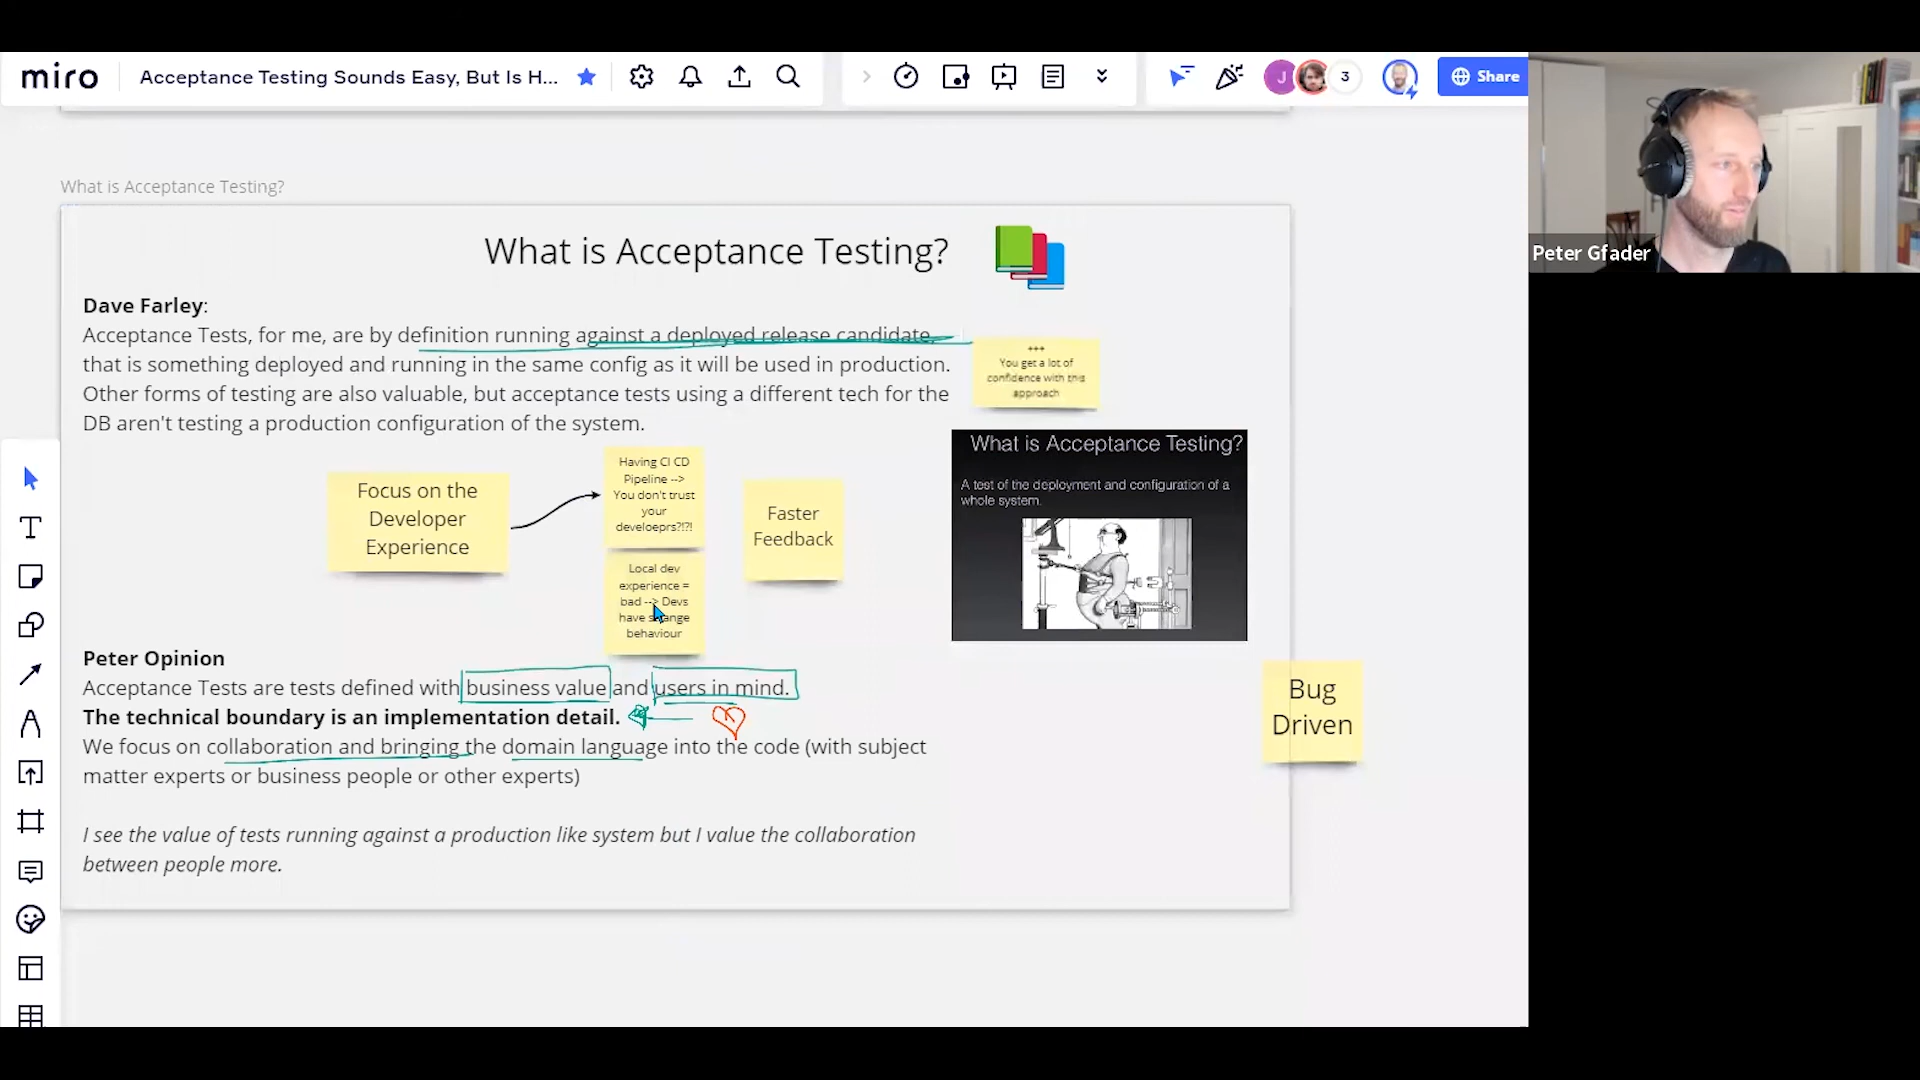 miro
Acceptance Testing Sounds Easy, But Is H...
J
3
Share
Peter Gfader
What is Acceptance Testing?
What is Acceptance Testing?
Dave Farley:
Acceptance Tests, for me, are by definition running against a deployed release candidate,
that is something deployed and running in the same config as it will be used in production.
Other forms of testing are also valuable, but acceptance tests using a different tech for the
DB aren't testing a production configuration of the system.
+++
You get a lot of
confidence with this
approach
What is Acceptance Testing?
A test of the deployment and configuration of a
whole system.
Focus on the
Developer
Experience
Having CI CD
Pipeline -->
You don't trust
your
develoeprs?!?!
Faster
Feedback
Local dev
experience =
bad --> Devs
have strange
behaviour
Peter Opinion
Acceptance Tests are tests defined with business value and users in mind.
The technical boundary is an implementation detail.
We focus on collaboration and bringing the domain language into the code (with subject
matter experts or business people or other experts)
I see the value of tests running against a production like system but I value the collaboration
between people more.
Bug
Driven